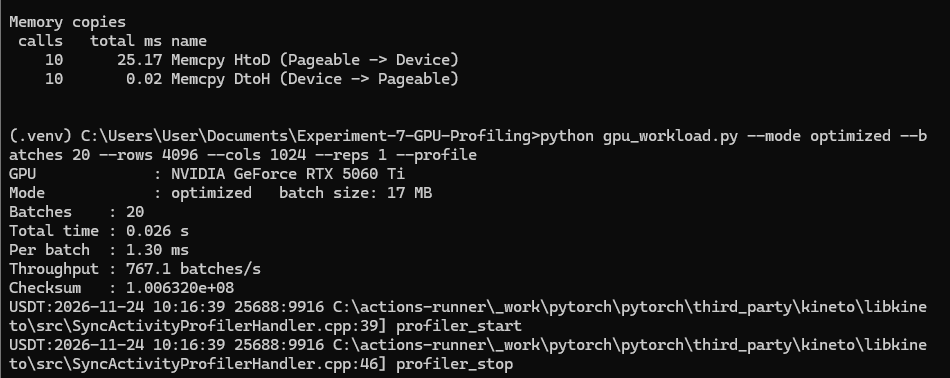 Memory copies
 calls   total ms name
    10      25.17 Memcpy HtoD (Pageable -> Device)
    10       0.02 Memcpy DtoH (Device -> Pageable)
(.venv) C:\Users\User\Documents\Experiment-7-GPU-Profiling>python gpu_workload.py --mode optimized --b
atches 20 --rows 4096 --cols 1024 --reps 1 --profile
GPU             : NVIDIA GeForce RTX 5060 Ti
Mode            : optimized   batch size: 17 MB
Batches    : 20
Total time : 0.026 s
Per batch  : 1.30 ms
Throughput : 767.1 batches/s
Checksum   : 1.006320e+08
USDT:2026-11-24 10:16:39 25688:9916 C:\actions-runner\_work\pytorch\pytorch\third_party\kineto\libkine
to\src\SyncActivityProfilerHandler.cpp:39] profiler_start
USDT:2026-11-24 10:16:39 25688:9916 C:\actions-runner\_work\pytorch\pytorch\third_party\kineto\libkine
to\src\SyncActivityProfilerHandler.cpp:46] profiler_stop